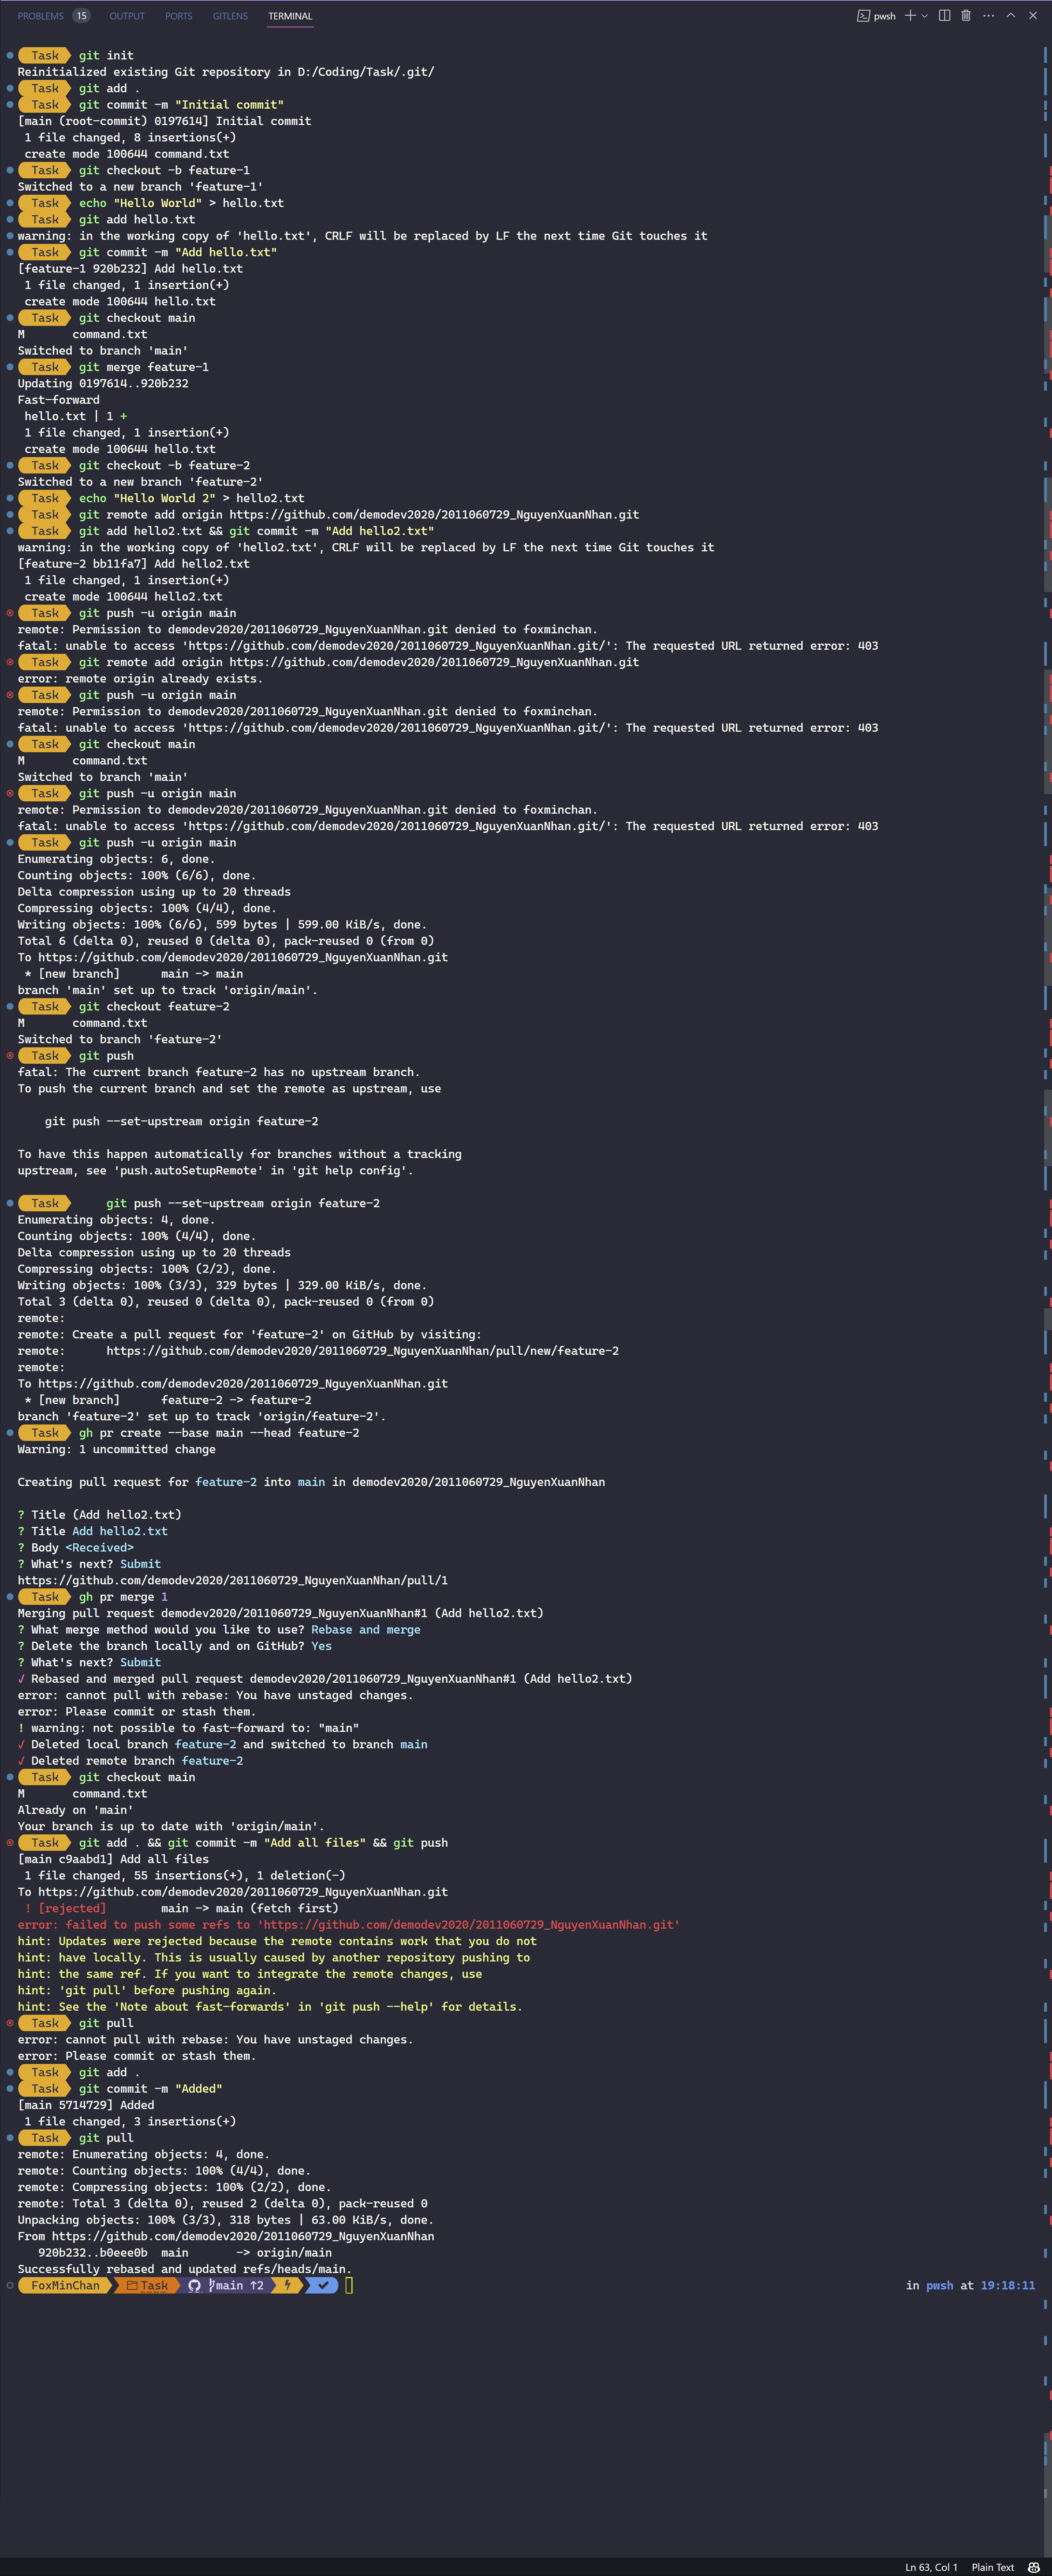 PROBLEMS 15 OUTPUT PORTS GITLENS TERMINAL pwsh
Task git init
Reinitialized existing Git repository in D:/Coding/Task/.git/
Task git add .
Task git commit -m "Initial commit"
[main (root-commit) 0197614] Initial commit
1 file changed, 8 insertions(+)
create mode 100644 command.txt
Task git checkout -b feature-1
Switched to a new branch 'feature-1'
Task echo "Hello World" > hello.txt
Task git add hello.txt
warning: in the working copy of 'hello.txt', CRLF will be replaced by LF the next time Git touches it
Task git commit -m "Add hello.txt"
[feature-1 920b232] Add hello.txt
1 file changed, 1 insertion(+)
create mode 100644 hello.txt
Task git checkout main
M command.txt
Switched to branch 'main'
Task git merge feature-1
Updating 0197614..920b232
Fast-forward
hello.txt | 1 +
1 file changed, 1 insertion(+)
create mode 100644 hello.txt
Task git checkout -b feature-2
Switched to a new branch 'feature-2'
Task echo "Hello World 2" > hello2.txt
Task git remote add origin https://github.com/demodev2020/2011060729_NguyenXuanNhan.git
Task git add hello2.txt && git commit -m "Add hello2.txt"
warning: in the working copy of 'hello2.txt', CRLF will be replaced by LF the next time Git touches it
[feature-2 bb11fa7] Add hello2.txt
1 file changed, 1 insertion(+)
create mode 100644 hello2.txt
Task git push -u origin main
remote: Permission to demodev2020/2011060729_NguyenXuanNhan.git denied to foxminchan.
fatal: unable to access 'https://github.com/demodev2020/2011060729_NguyenXuanNhan.git/': The requested URL returned error: 403
Task git remote add origin https://github.com/demodev2020/2011060729_NguyenXuanNhan.git
error: remote origin already exists.
Task git push -u origin main
remote: Permission to demodev2020/2011060729_NguyenXuanNhan.git denied to foxminchan.
fatal: unable to access 'https://github.com/demodev2020/2011060729_NguyenXuanNhan.git/': The requested URL returned error: 403
Task git checkout main
M command.txt
Switched to branch 'main'
Task git push -u origin main
remote: Permission to demodev2020/2011060729_NguyenXuanNhan.git denied to foxminchan.
fatal: unable to access 'https://github.com/demodev2020/2011060729_NguyenXuanNhan.git/': The requested URL returned error: 403
Task git push -u origin main
Enumerating objects: 6, done.
Counting objects: 100% (6/6), done.
Delta compression using up to 20 threads
Compressing objects: 100% (4/4), done.
Writing objects: 100% (6/6), 599 bytes | 599.00 KiB/s, done.
Total 6 (delta 0), reused 0 (delta 0), pack-reused 0 (from 0)
To https://github.com/demodev2020/2011060729_NguyenXuanNhan.git
* [new branch] main -> main
branch 'main' set up to track 'origin/main'.
Task git checkout feature-2
M command.txt
Switched to branch 'feature-2'
Task git push
fatal: The current branch feature-2 has no upstream branch.
To push the current branch and set the remote as upstream, use
git push --set-upstream origin feature-2
To have this happen automatically for branches without a tracking
upstream, see 'push.autoSetupRemote' in 'git help config'.
Task git push --set-upstream origin feature-2
Enumerating objects: 4, done.
Counting objects: 100% (4/4), done.
Delta compression using up to 20 threads
Compressing objects: 100% (2/2), done.
Writing objects: 100% (3/3), 329 bytes | 329.00 KiB/s, done.
Total 3 (delta 0), reused 0 (delta 0), pack-reused 0 (from 0)
remote:
remote: Create a pull request for 'feature-2' on GitHub by visiting:
remote: https://github.com/demodev2020/2011060729_NguyenXuanNhan/pull/new/feature-2
remote:
To https://github.com/demodev2020/2011060729_NguyenXuanNhan.git
* [new branch] feature-2 -> feature-2
branch 'feature-2' set up to track 'origin/feature-2'.
Task gh pr create --base main --head feature-2
Warning: 1 uncommitted change
Creating pull request for feature-2 into main in demodev2020/2011060729_NguyenXuanNhan
? Title (Add hello2.txt)
? Title Add hello2.txt
? Body <Received>
? What's next? Submit
https://github.com/demodev2020/2011060729_NguyenXuanNhan/pull/1
Task gh pr merge 1
Merging pull request demodev2020/2011060729_NguyenXuanNhan#1 (Add hello2.txt)
? What merge method would you like to use? Rebase and merge
? Delete the branch locally and on GitHub? Yes
? What's next? Submit
✓ Rebased and merged pull request demodev2020/2011060729_NguyenXuanNhan#1 (Add hello2.txt)
error: cannot pull with rebase: You have unstaged changes.
error: Please commit or stash them.
! warning: not possible to fast-forward to: "main"
✓ Deleted local branch feature-2 and switched to branch main
✓ Deleted remote branch feature-2
Task git checkout main
M command.txt
Already on 'main'
Your branch is up to date with 'origin/main'.
Task git add . && git commit -m "Add all files" && git push
[main c9aabd1] Add all files
1 file changed, 55 insertions(+), 1 deletion(-)
To https://github.com/demodev2020/2011060729_NguyenXuanNhan.git
! [rejected] main -> main (fetch first)
error: failed to push some refs to 'https://github.com/demodev2020/2011060729_NguyenXuanNhan.git'
hint: Updates were rejected because the remote contains work that you do not
hint: have locally. This is usually caused by another repository pushing to
hint: the same ref. If you want to integrate the remote changes, use
hint: 'git pull' before pushing again.
hint: See the 'Note about fast-forwards' in 'git push --help' for details.
Task git pull
error: cannot pull with rebase: You have unstaged changes.
error: Please commit or stash them.
Task git add .
Task git commit -m "Added"
[main 5714729] Added
1 file changed, 3 insertions(+)
Task git pull
remote: Enumerating objects: 4, done.
remote: Counting objects: 100% (4/4), done.
remote: Compressing objects: 100% (2/2), done.
remote: Total 3 (delta 0), reused 2 (delta 0), pack-reused 0
Unpacking objects: 100% (3/3), 318 bytes | 63.00 KiB/s, done.
From https://github.com/demodev2020/2011060729_NguyenXuanNhan
920b232..b0eee0b main -> origin/main
Successfully rebased and updated refs/heads/main.
FoxMinChan Task main ↑2 in pwsh at 19:18:11
Ln 63, Col 1 Plain Text